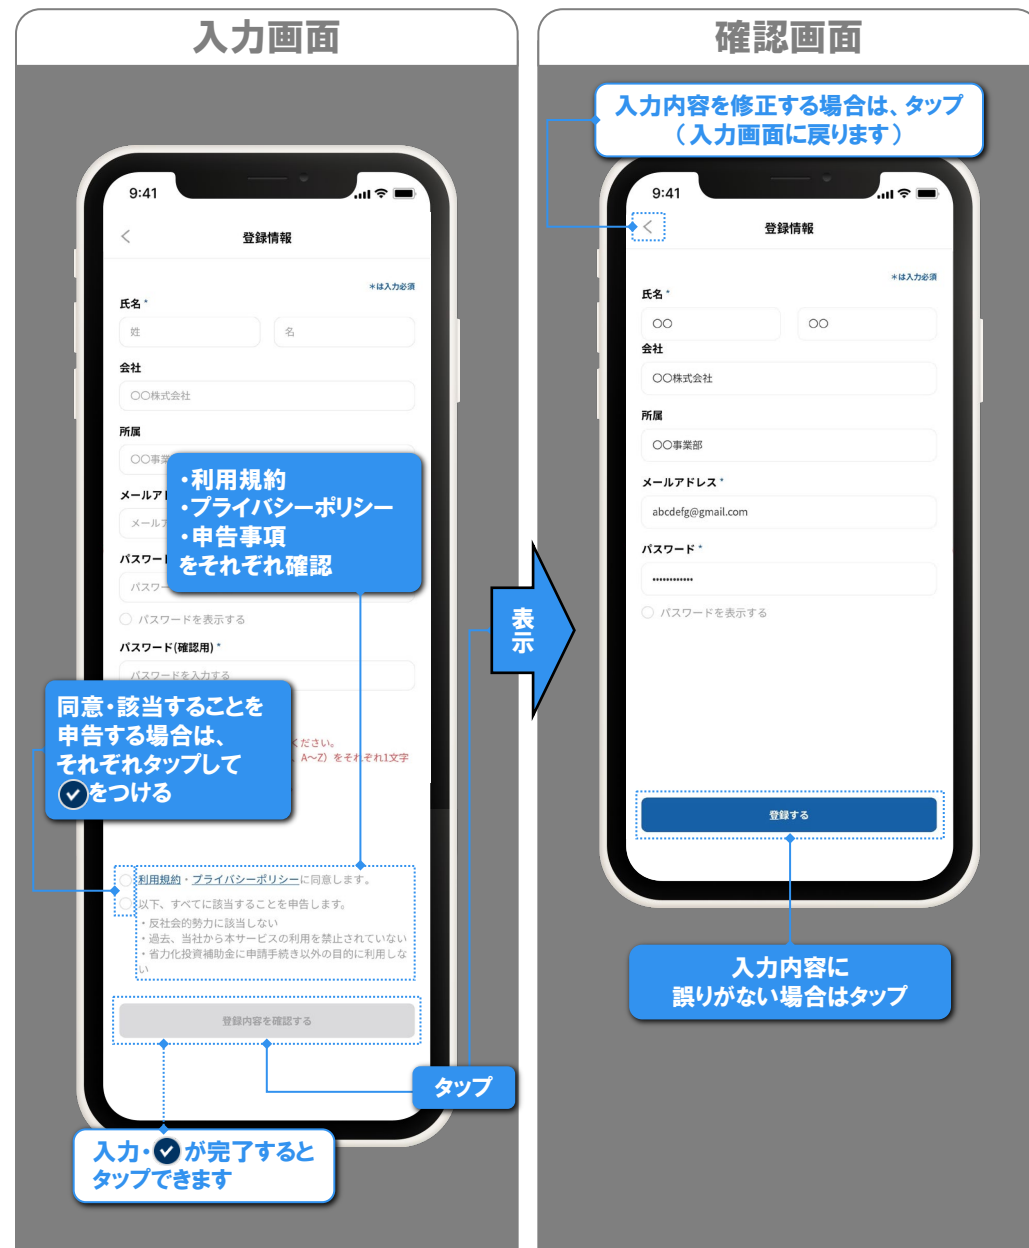 入力画面
9:41
登録情報
*は入力必須
氏名 *
姓
名
会社
〇〇株式会社
所属
〇〇事業
・利用規約
・プライバシーポリシー
・申告事項
をそれぞれ確認
メールア
メールア
パスワー
パスワー
パスワードを表示する
パスワード(確認用) *
パスワードを入力する
同意・該当することを
申告する場合は、
それぞれタップして
をつける
ください。
、A〜Z）をそれぞれ1文字
利用規約・プライバシーポリシーに同意します。
以下、すべてに該当することを申告します。
・反社会的勢力に該当しない
・過去、当社から本サービスの利用を禁止されていない
・省力化投資補助金に申請手続き以外の目的に利用しな
い
登録内容を確認する
タップ
入力・ が完了すると
タップできます
表示
確認画面
入力内容を修正する場合は、タップ
（入力画面に戻ります）
9:41
登録情報
*は入力必須
氏名 *
〇〇
〇〇
会社
〇〇株式会社
所属
〇〇事業部
メールアドレス *
abcdefg@gmail.com
パスワード *
••••••••••••
パスワードを表示する
登録する
入力内容に
誤りがない場合はタップ